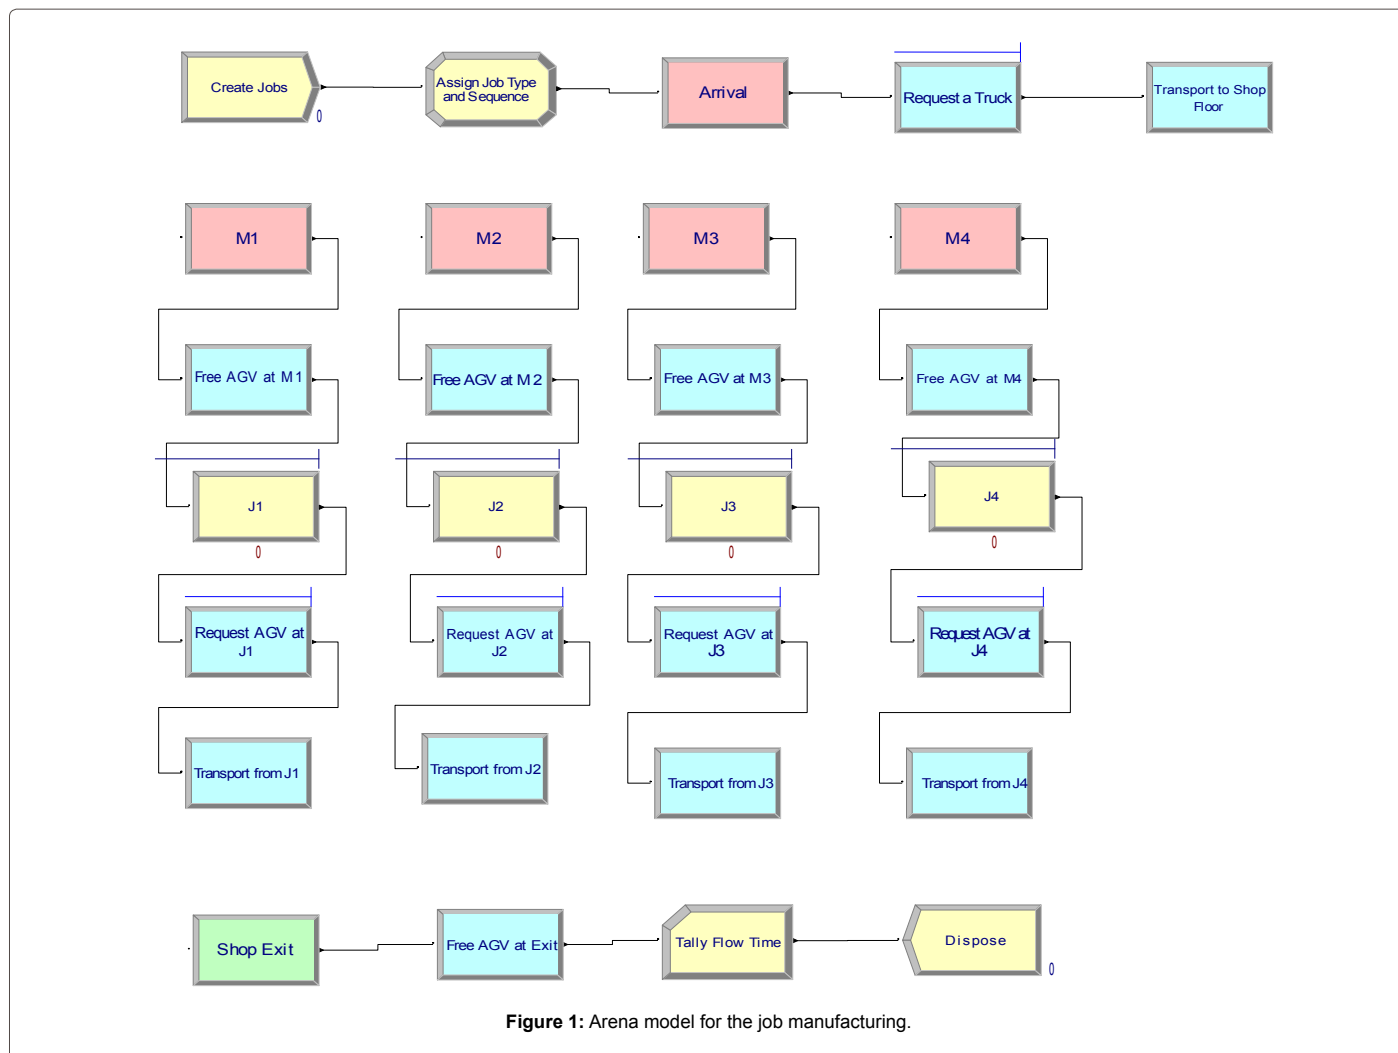 Create Jobs
0
Assign Job Type
and Sequence
Arrival
Request a Truck
Transport to Shop
Floor
M1
M2
M3
M4
Free AGV at M1
Free AGV at M2
Free AGV at M3
Free AGV at M4
J1
0
J2
0
J3
0
J4
0
Request AGV at
J1
Request AGV at
J2
Request AGV at
J3
Request AGV at
J4
Transport from J1
Transport from J2
Transport from J3
Transport from J4
Shop Exit
Free AGV at Exit
Tally Flow Time
Dispose
0
Figure 1: Arena model for the job manufacturing.